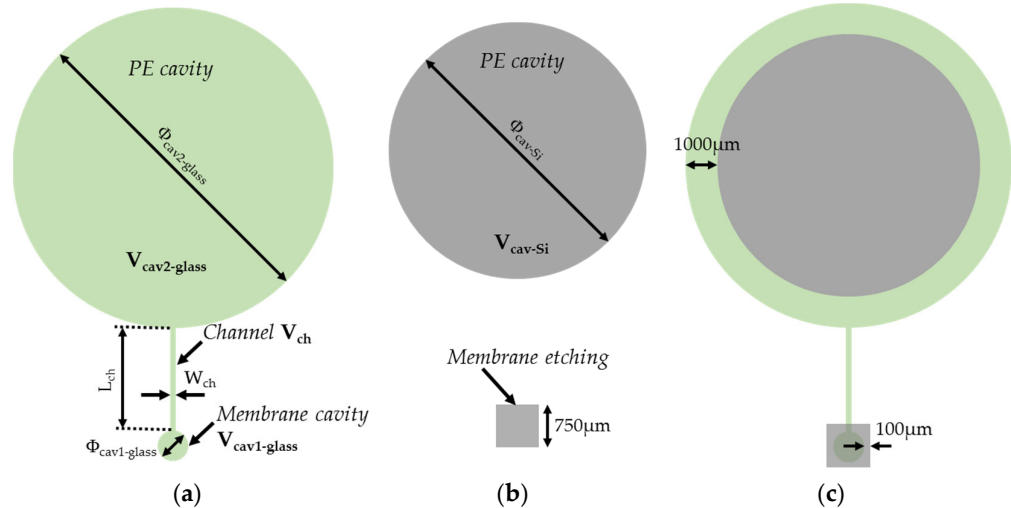 PE cavity
Φcav2-glass
Vcav2-glass
Channel Vch
Lch
Wch
Membrane cavity
Φcav1-glass
Vcav1-glass
(a)
PE cavity
Φcav-Si
Vcav-Si
Membrane etching
750µm
(b)
1000µm
100µm
(c)